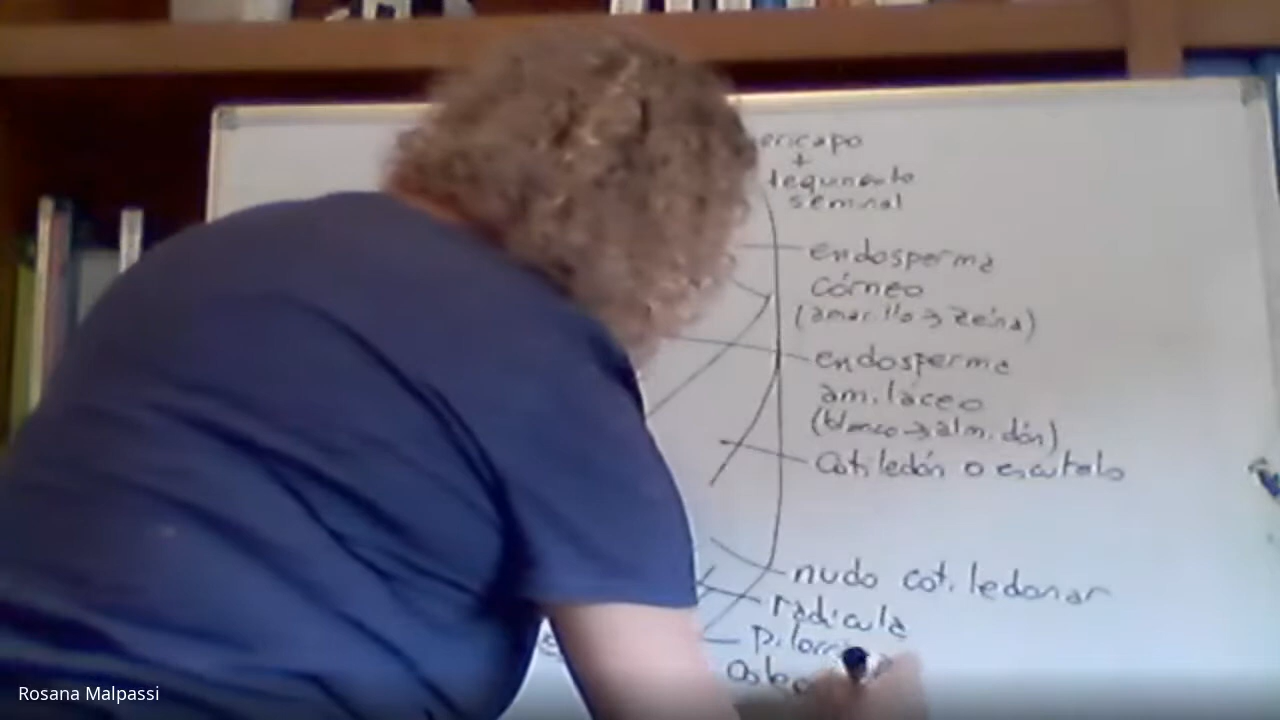 ericapo
+
tegumento
seminal
endosperma
córneo
(amarillo → zeína)
endosperma
amiláceo
(blanco → almidón)
Cotiledón o escutelo
nudo cotiledonar
radícula
Rosana Malpassi